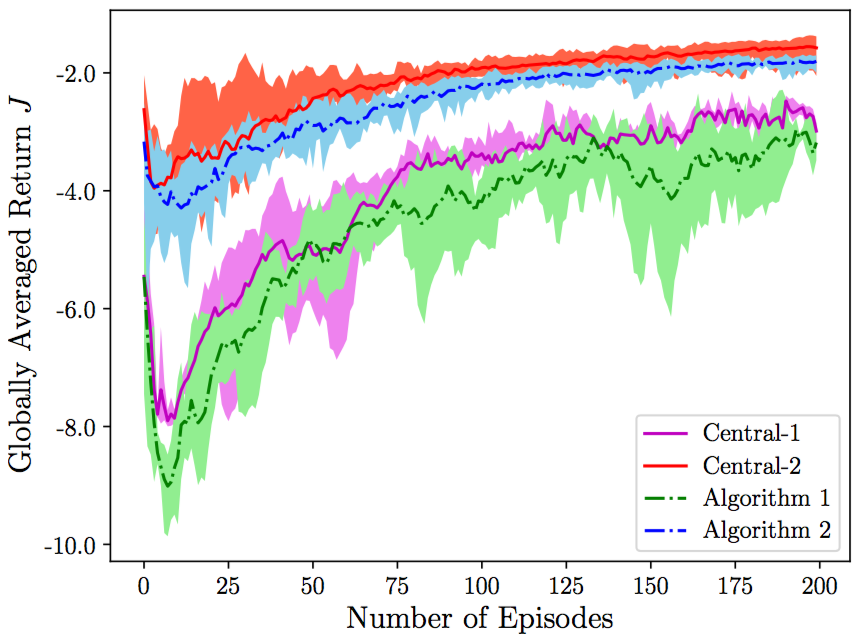 Globally Averaged Return J
-2.0
-4.0
-6.0
-8.0
-10.0
Central-1
Central-2
Algorithm 1
Algorithm 2
0 25 50 75 100 125 150 175 200
Number of Episodes